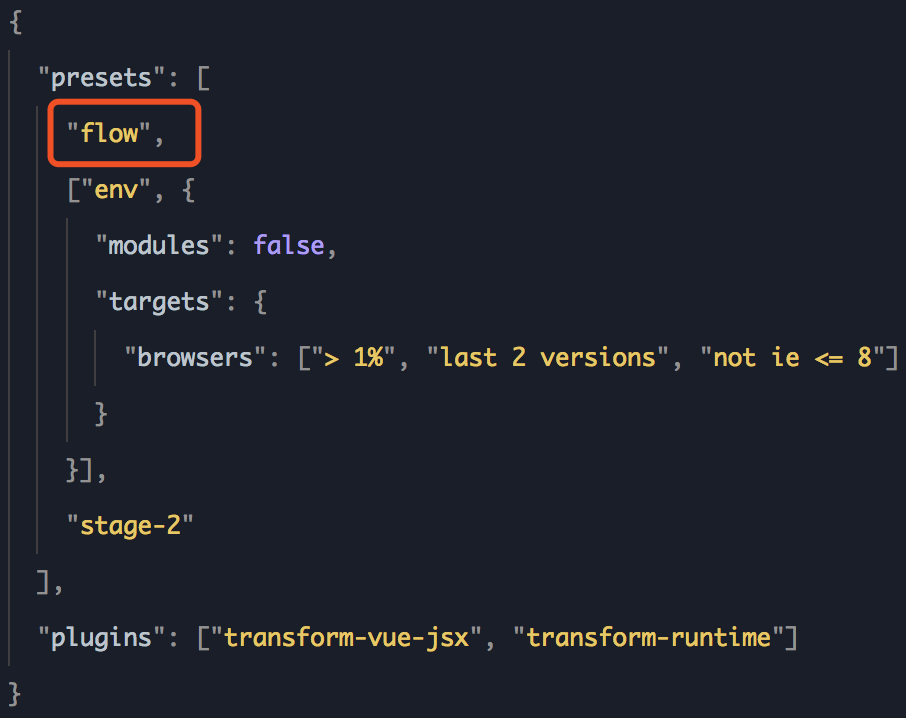 {
"presets": [
"flow",
["env", {
"modules": false,
"targets": {
"browsers": ["> 1%", "last 2 versions", "not ie <= 8"]
}
}],
"stage-2"
],
"plugins": ["transform-vue-jsx", "transform-runtime"]
}